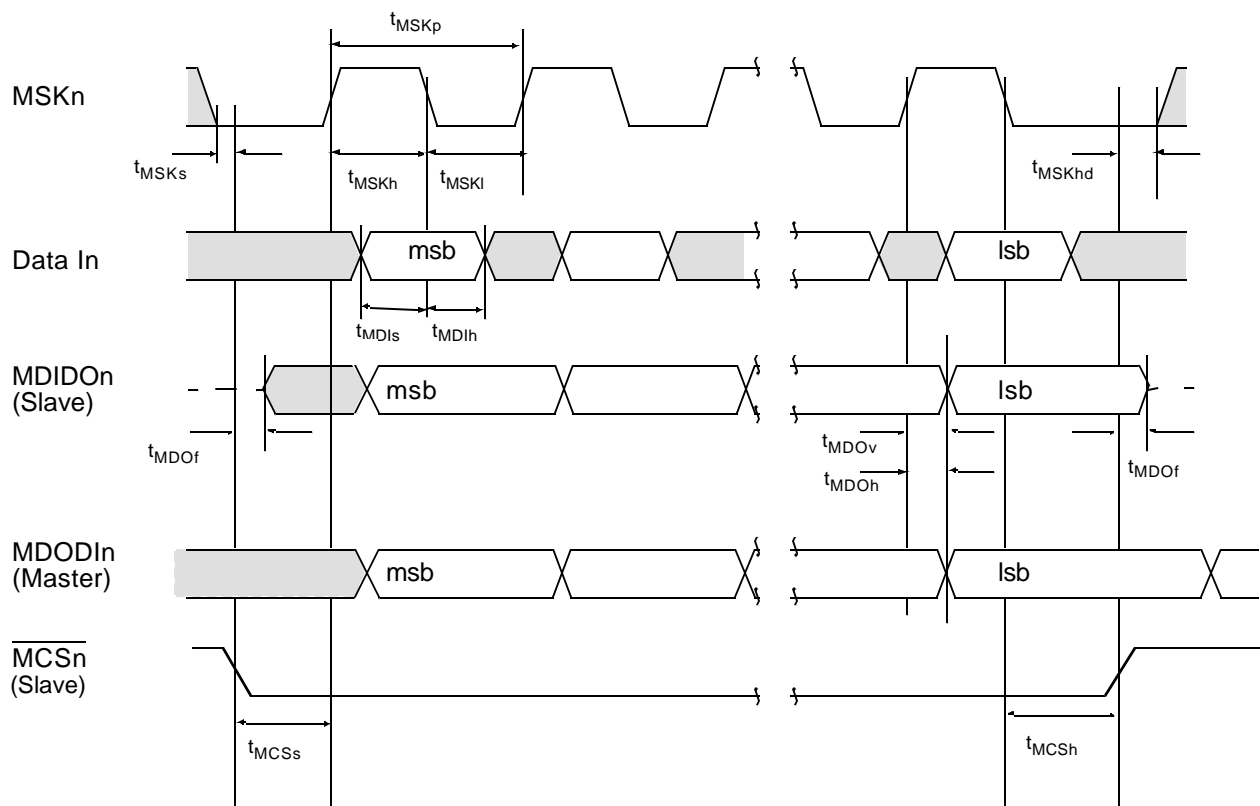 tMSKp
MSKn
tMSKs
tMSKh
tMSKl
tMSKhd
Data In
msb
lsb
tMDIs
tMDIh
MDIDOn
(Slave)
msb
lsb
tMDOf
tMDOv
tMDOf
tMDOh
MDODIn
(Master)
msb
lsb
MCSn
(Slave)
tMCSs
tMCSh